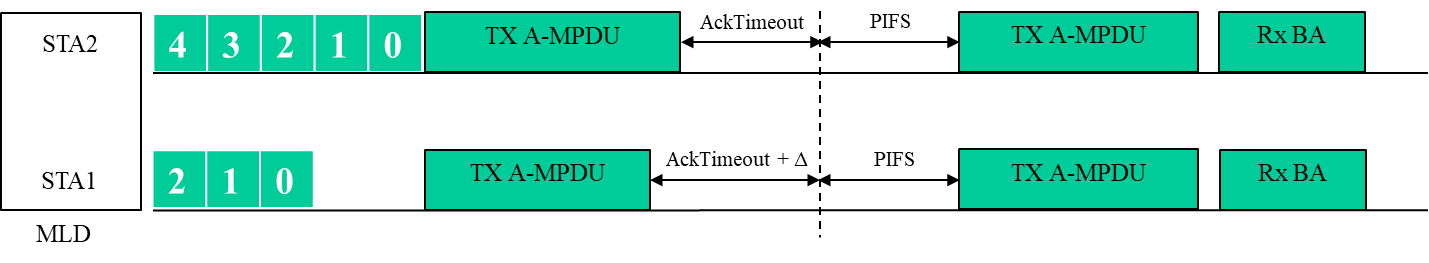 STA2 4 3 2 1 0 TX A-MPDU AckTimeout PIFS TX A-MPDU Rx BA
STA1 2 1 0 TX A-MPDU AckTimeout + Δ PIFS TX A-MPDU Rx BA
MLD